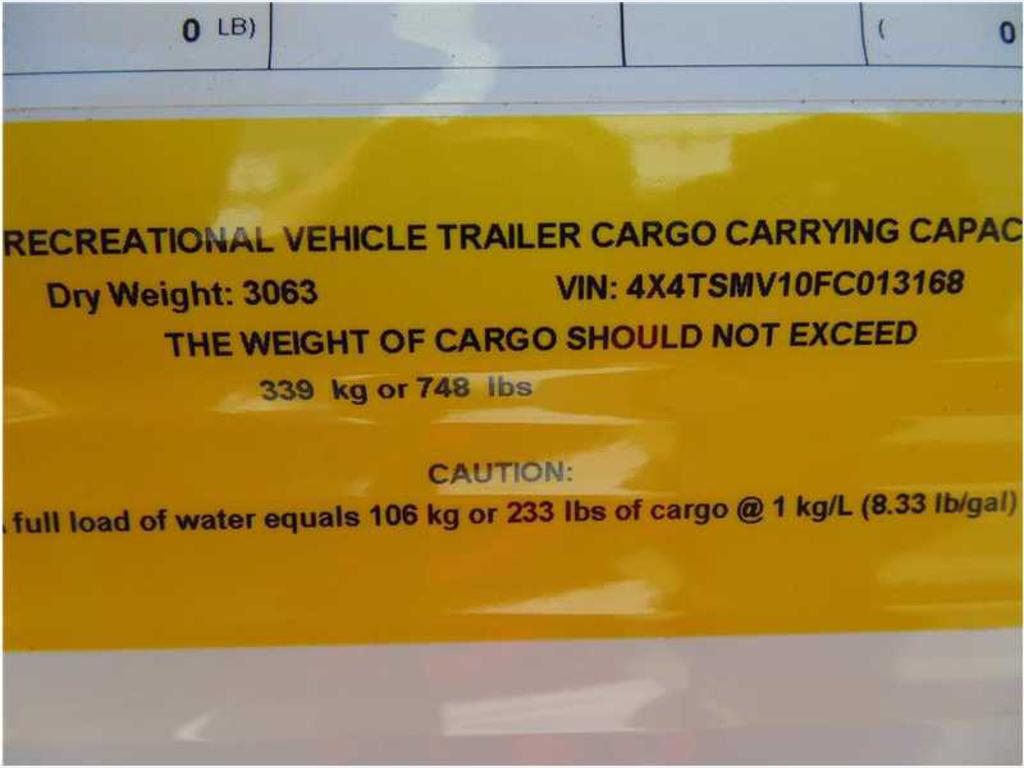 0 LB) ( 0
RECREATIONAL VEHICLE TRAILER CARGO CARRYING CAPAC
Dry Weight: 3063 VIN: 4X4TSMV10FC013168
THE WEIGHT OF CARGO SHOULD NOT EXCEED
339 kg or 748 lbs
CAUTION:
full load of water equals 106 kg or 233 lbs of cargo @ 1 kg/L (8.33 lb/gal)